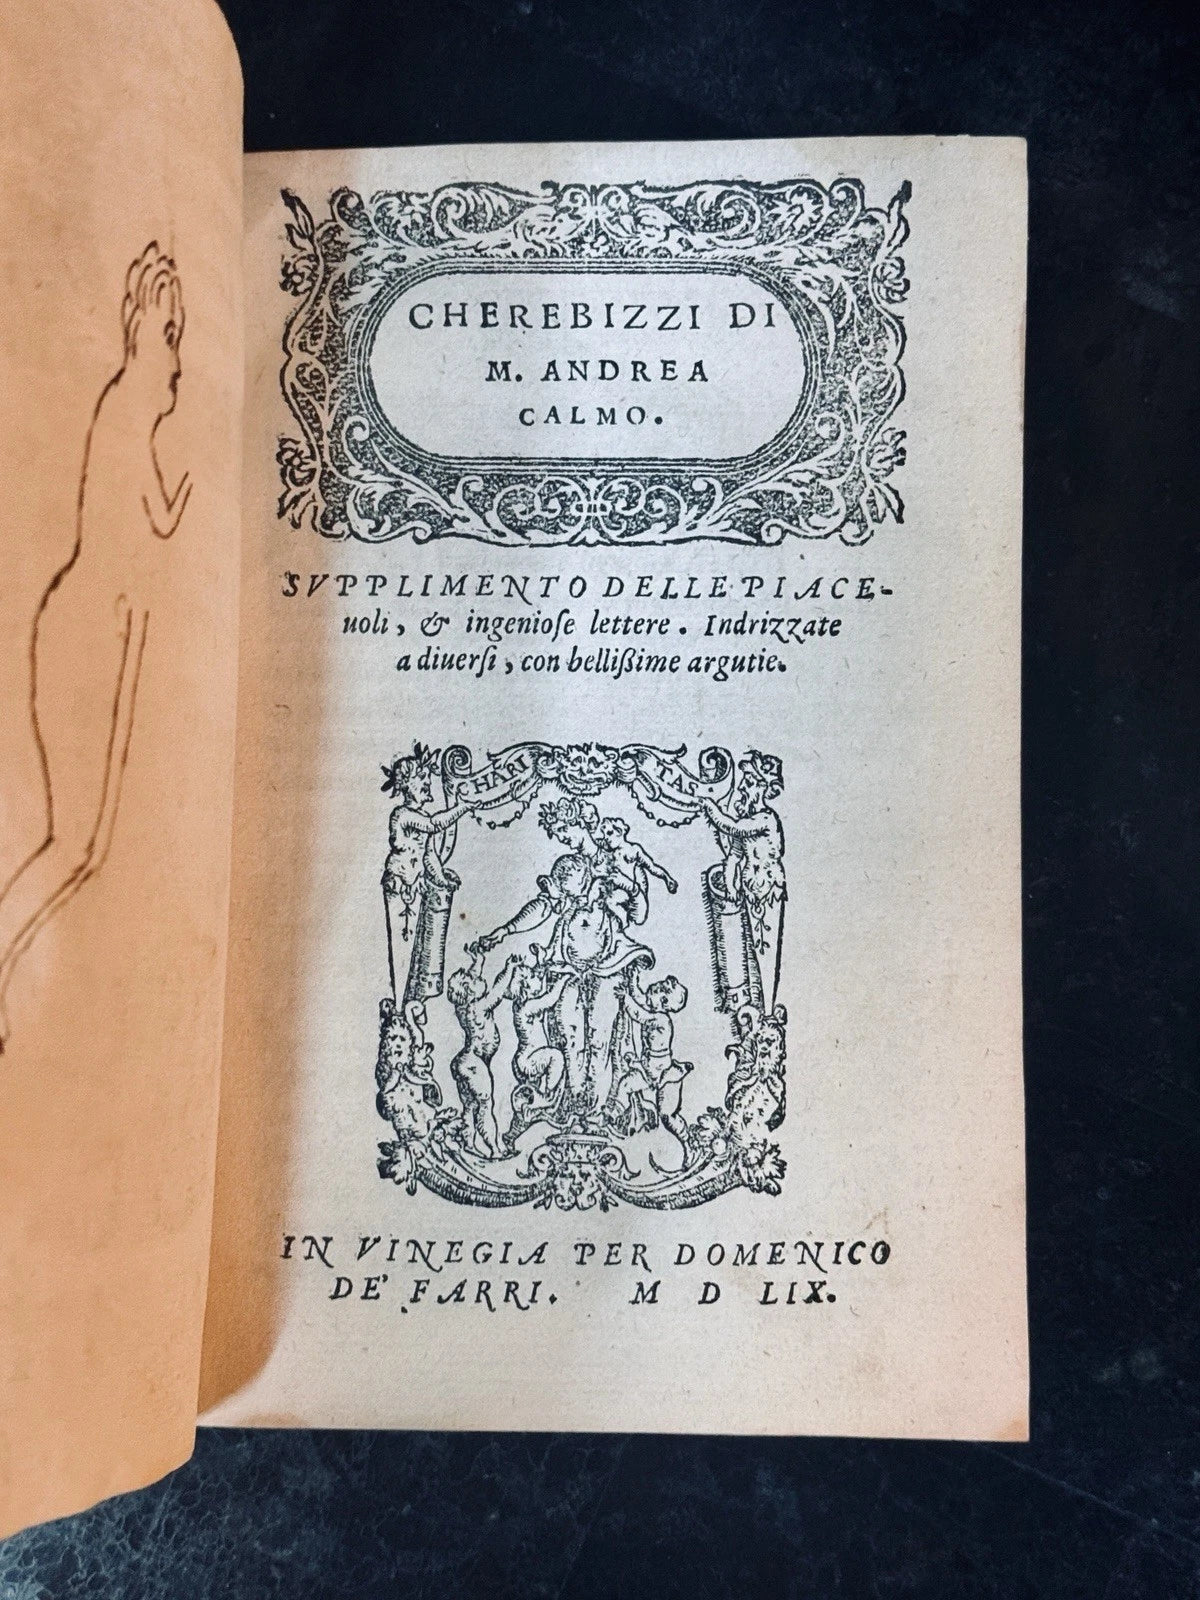 CHEREBIZZI DI
M. ANDREA
CALMO.
SVPPLIMENTO DELLE PIACE-
uoli, & ingenioſe lettere. Indrizzate
a diuerſi, con belliſſime argutie.
CHARI TAS.
IN VINEGIA PER DOMENICO
DE' FARRI. M D LIX.